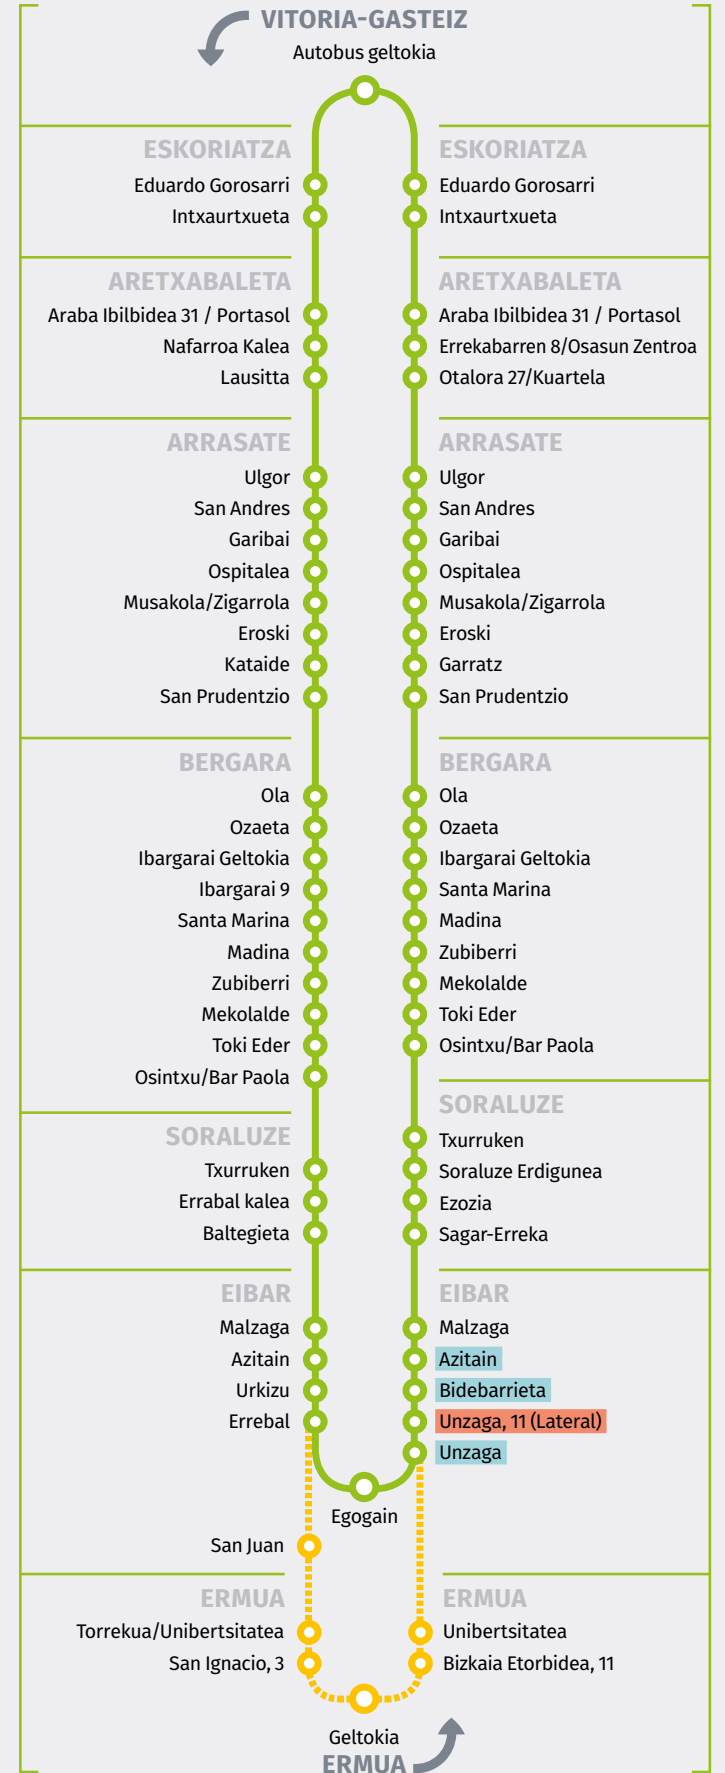 VITORIA-GASTEIZ
Autobus geltokia
ESKORIATZA
Eduardo Gorosarri
Intxaurtxueta
ARETXABALETA
Araba Ibilbidea 31 / Portasol
Nafarroa Kalea
Lausitta
ARRASATE
Ulgor
San Andres
Garibai
Ospitalea
Musakola/Zigarrola
Eroski
Kataide
San Prudentzio
BERGARA
Ola
Ozaeta
Ibargarai Geltokia
Ibargarai 9
Santa Marina
Madina
Zubiberri
Mekolalde
Toki Eder
Osintxu/Bar Paola
SORALUZE
Txurruken
Errabal kalea
Baltegieta
EIBAR
Malzaga
Azitain
Urkizu
Errebal
San Juan
ERMUA
Torrekua/Unibertsitatea
San Ignacio, 3
ESKORIATZA
Eduardo Gorosarri
Intxaurtxueta
ARETXABALETA
Araba Ibilbidea 31 / Portasol
Errekabarren 8/Osasun Zentroa
Otalora 27/Kuartela
ARRASATE
Ulgor
San Andres
Garibai
Ospitalea
Musakola/Zigarrola
Eroski
Garratz
San Prudentzio
BERGARA
Ola
Ozaeta
Ibargarai Geltokia
Santa Marina
Madina
Zubiberri
Mekolalde
Toki Eder
Osintxu/Bar Paola
SORALUZE
Txurruken
Soraluze Erdigunea
Ezozia
Sagar-Erreka
EIBAR
Malzaga
Azitain
Bidebarrieta
Unzaga, 11 (Lateral)
Unzaga
Egogain
ERMUA
Unibertsitatea
Bizkaia Etorbidea, 11
Geltokia
ERMUA